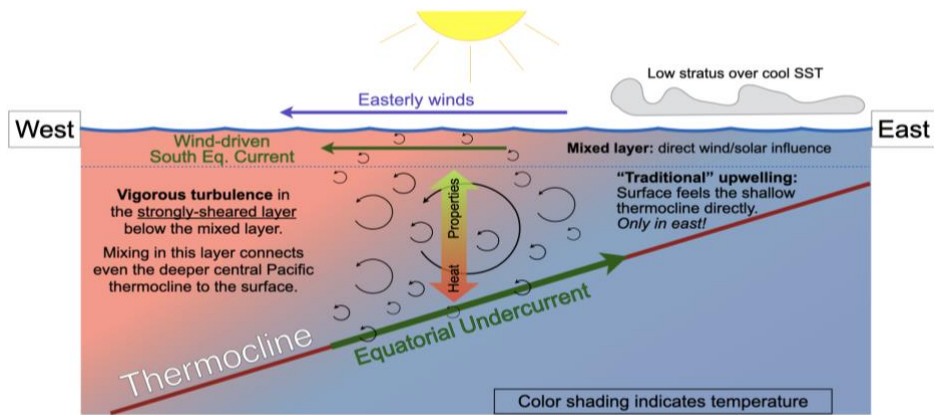 Low stratus over cool SST
Easterly winds
West
East
Wind-driven
South Eq. Current
Mixed layer: direct wind/solar influence
Vigorous turbulence in
the strongly-sheared layer
below the mixed layer.
Mixing in this layer connects
even the deeper central Pacific
thermocline to the surface.
Properties
Heat
“Traditional” upwelling:
Surface feels the shallow
thermocline directly.
Only in east!
Thermocline
Equatorial Undercurrent
Color shading indicates temperature